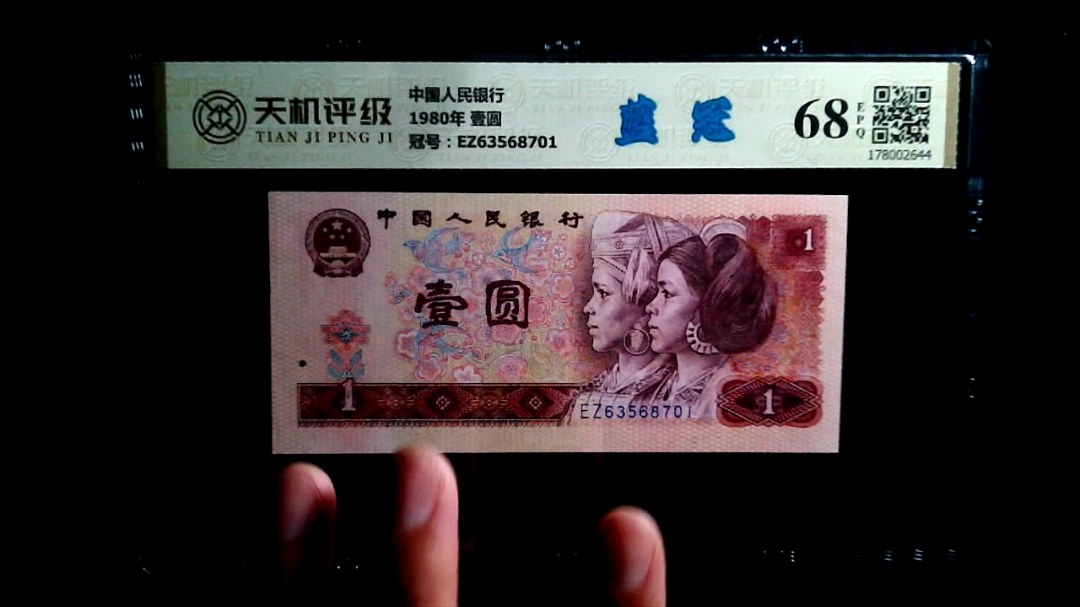 天机评级
TIAN JI PING JI
中国人民银行
1980年 壹圆
冠号：EZ63568701
蓝冠
68
EPQ
178002644
中国人民银行
1
壹圆
1
EZ63568701
1